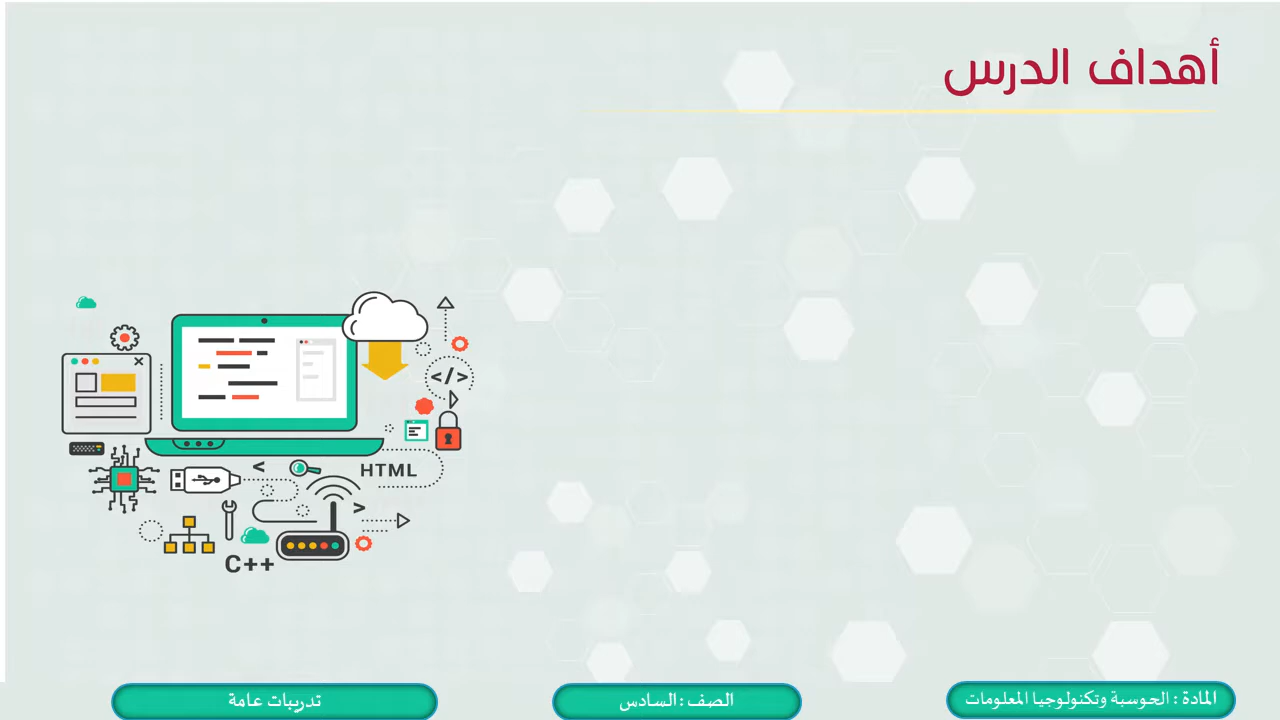 أهداف الدرس
</>
HTML
<
>
C++
المادة : الحوسبة وتكنولوجيا المعلومات
الصف : السادس
تدريبات عامة